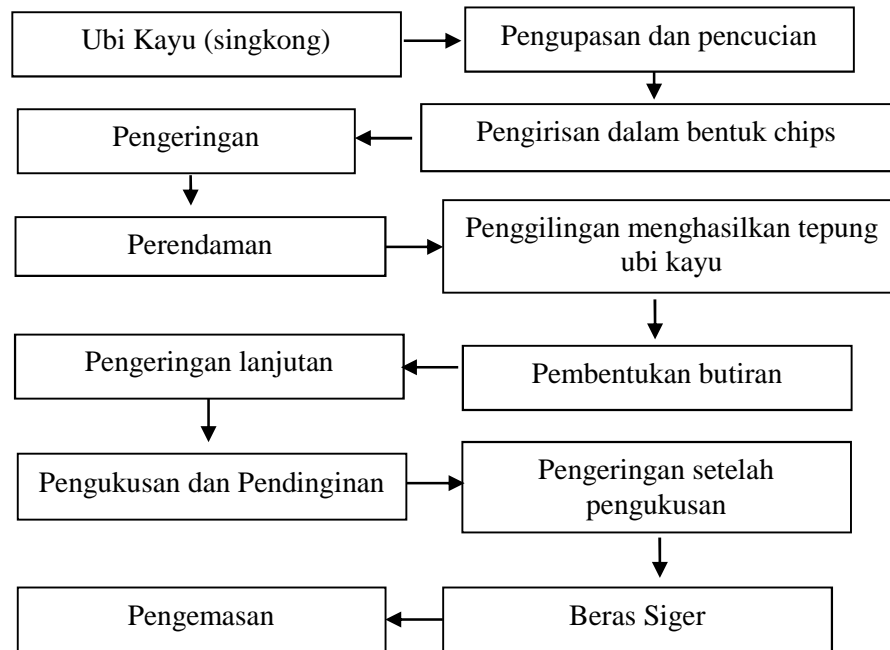 Ubi Kayu (singkong)
Pengupasan dan pencucian
Pengirisan dalam bentuk chips
Pengeringan
Perendaman
Penggilingan menghasilkan tepung
ubi kayu
Pembentukan butiran
Pengeringan lanjutan
Pengukusan dan Pendinginan
Pengeringan setelah
pengukusan
Beras Siger
Pengemasan